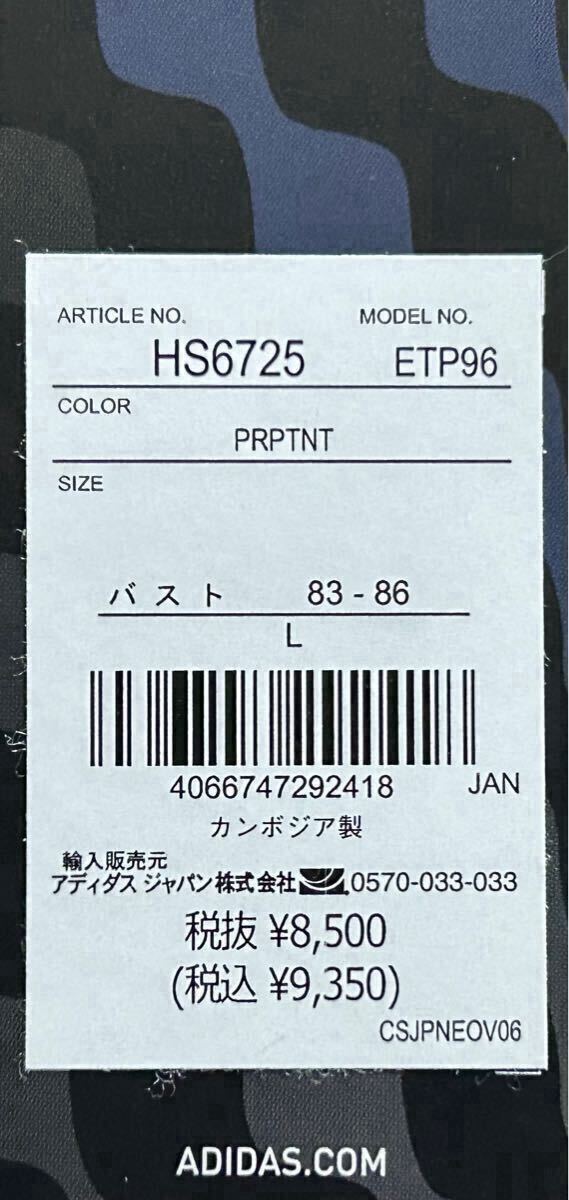 ARTICLE NO. MODEL NO.
HS6725 ETP96
COLOR
PRPTNT
SIZE
バスト 83 - 86
L
4066747292418 JAN
カンボジア製
輸入販売元
アディダス ジャパン株式会社 0570-033-033
税抜 ¥8,500
(税込 ¥9,350)
CSJPNEOV06
ADIDAS.COM